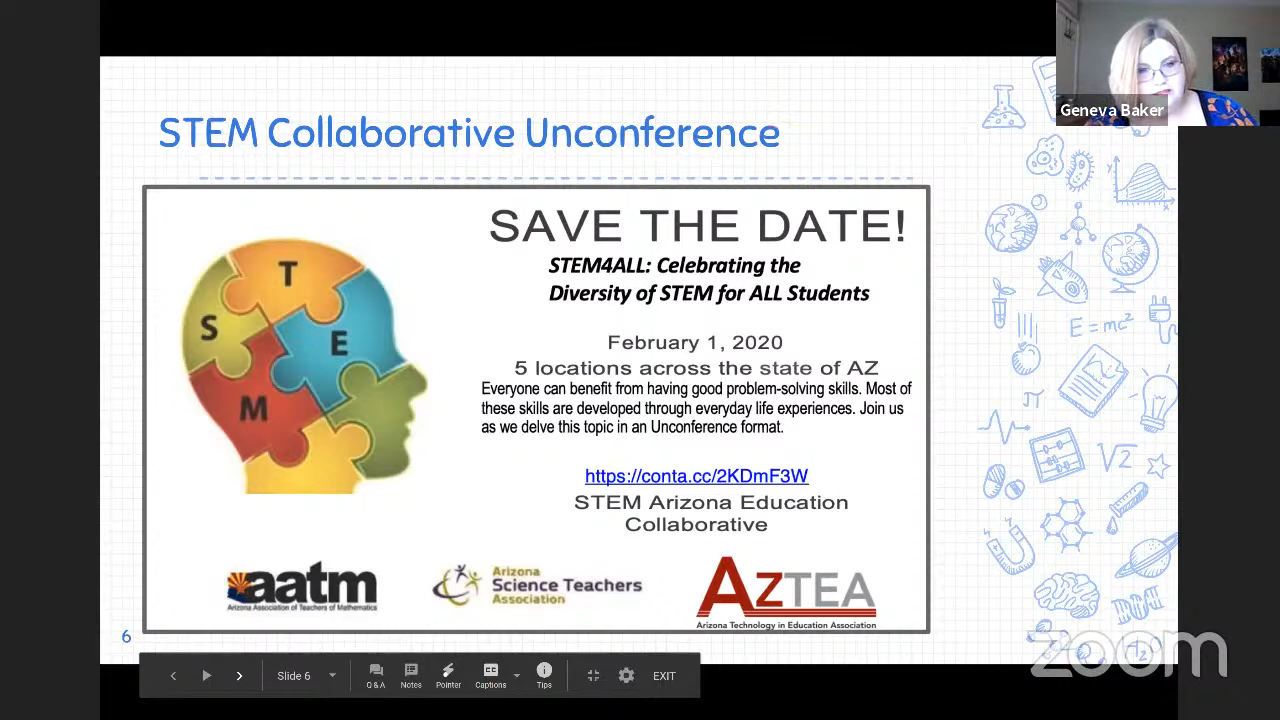 Geneva Baker
STEM Collaborative Unconference
SAVE THE DATE!
STEM4ALL: Celebrating the
Diversity of STEM for ALL Students
February 1, 2020
5 locations across the state of AZ
Everyone can benefit from having good problem-solving skills. Most of
these skills are developed through everyday life experiences. Join us
as we delve this topic in an Unconference format.
https://conta.cc/2KDmF3W
STEM Arizona Education
Collaborative
S
T
E
M
aatm
Arizona Association of Teachers of Mathematics
Arizona
Science Teachers
Association
AZTEA
Arizona Technology in Education Association
E = mc²
π
√2
y
x
H₂O
6
zoom
Slide 6
Q & A
Notes
Pointer
Captions
Tips
EXIT